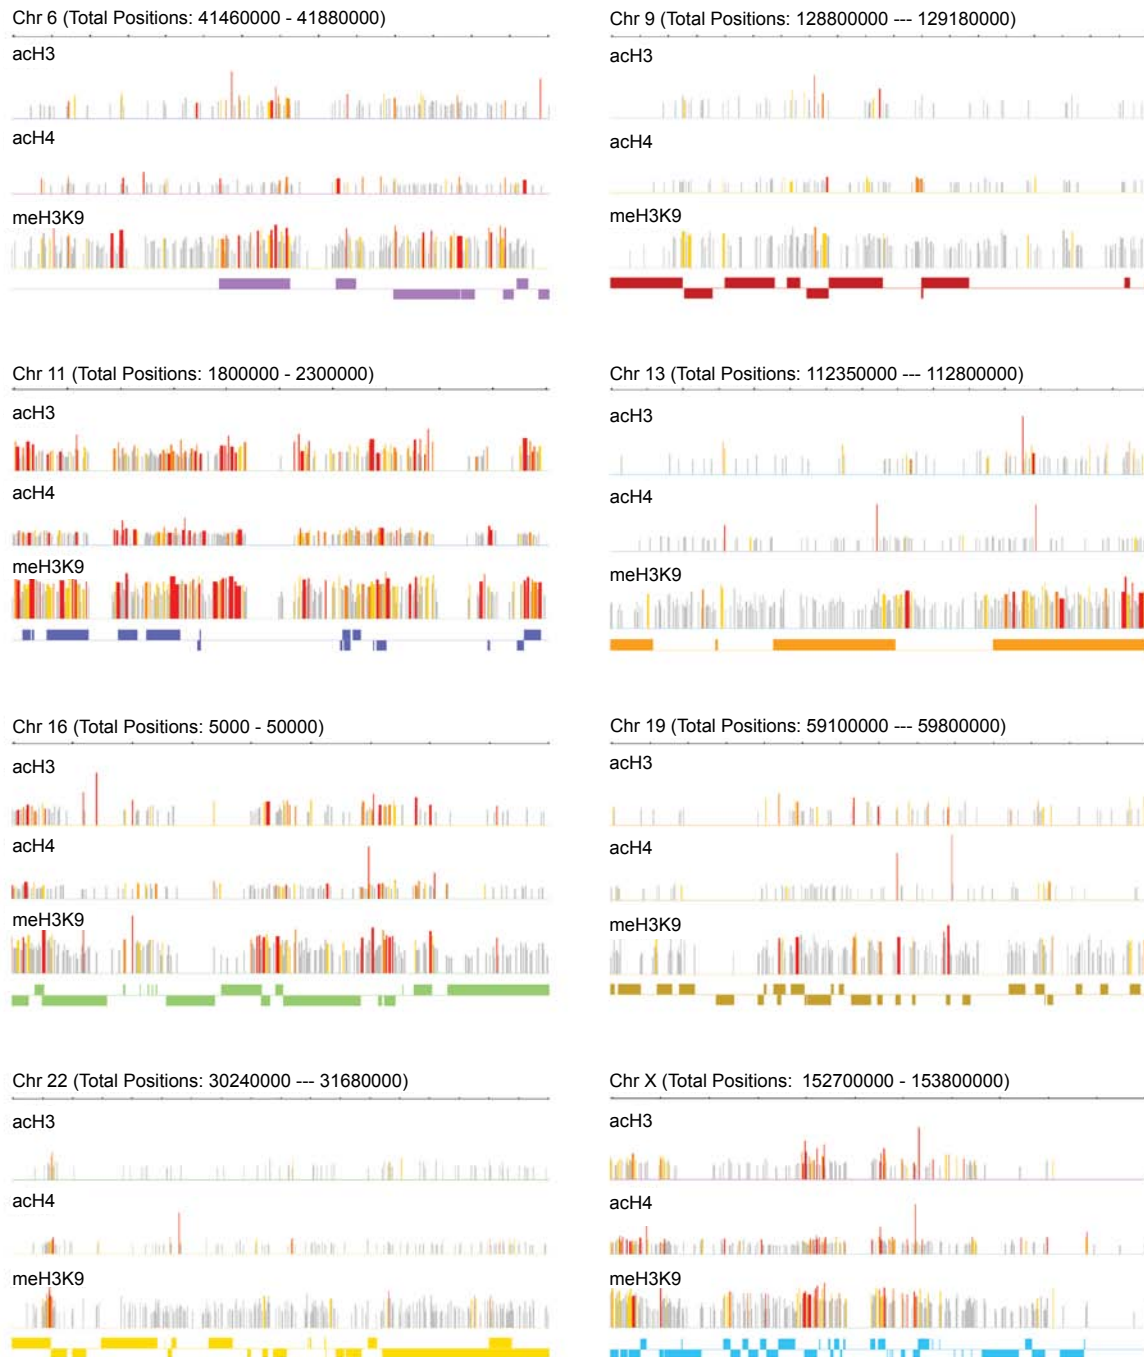 Chr 6 (Total Positions: 41460000 - 41880000)
acH3
acH4
meH3K9
Chr 9 (Total Positions: 128800000 --- 129180000)
acH3
acH4
meH3K9
Chr 11 (Total Positions: 1800000 - 2300000)
acH3
acH4
meH3K9
Chr 13 (Total Positions: 112350000 --- 112800000)
acH3
acH4
meH3K9
Chr 16 (Total Positions: 5000 - 50000)
acH3
acH4
meH3K9
Chr 19 (Total Positions: 59100000 --- 59800000)
acH3
acH4
meH3K9
Chr 22 (Total Positions: 30240000 --- 31680000)
acH3
acH4
meH3K9
Chr X (Total Positions:  152700000 - 153800000)
acH3
acH4
meH3K9